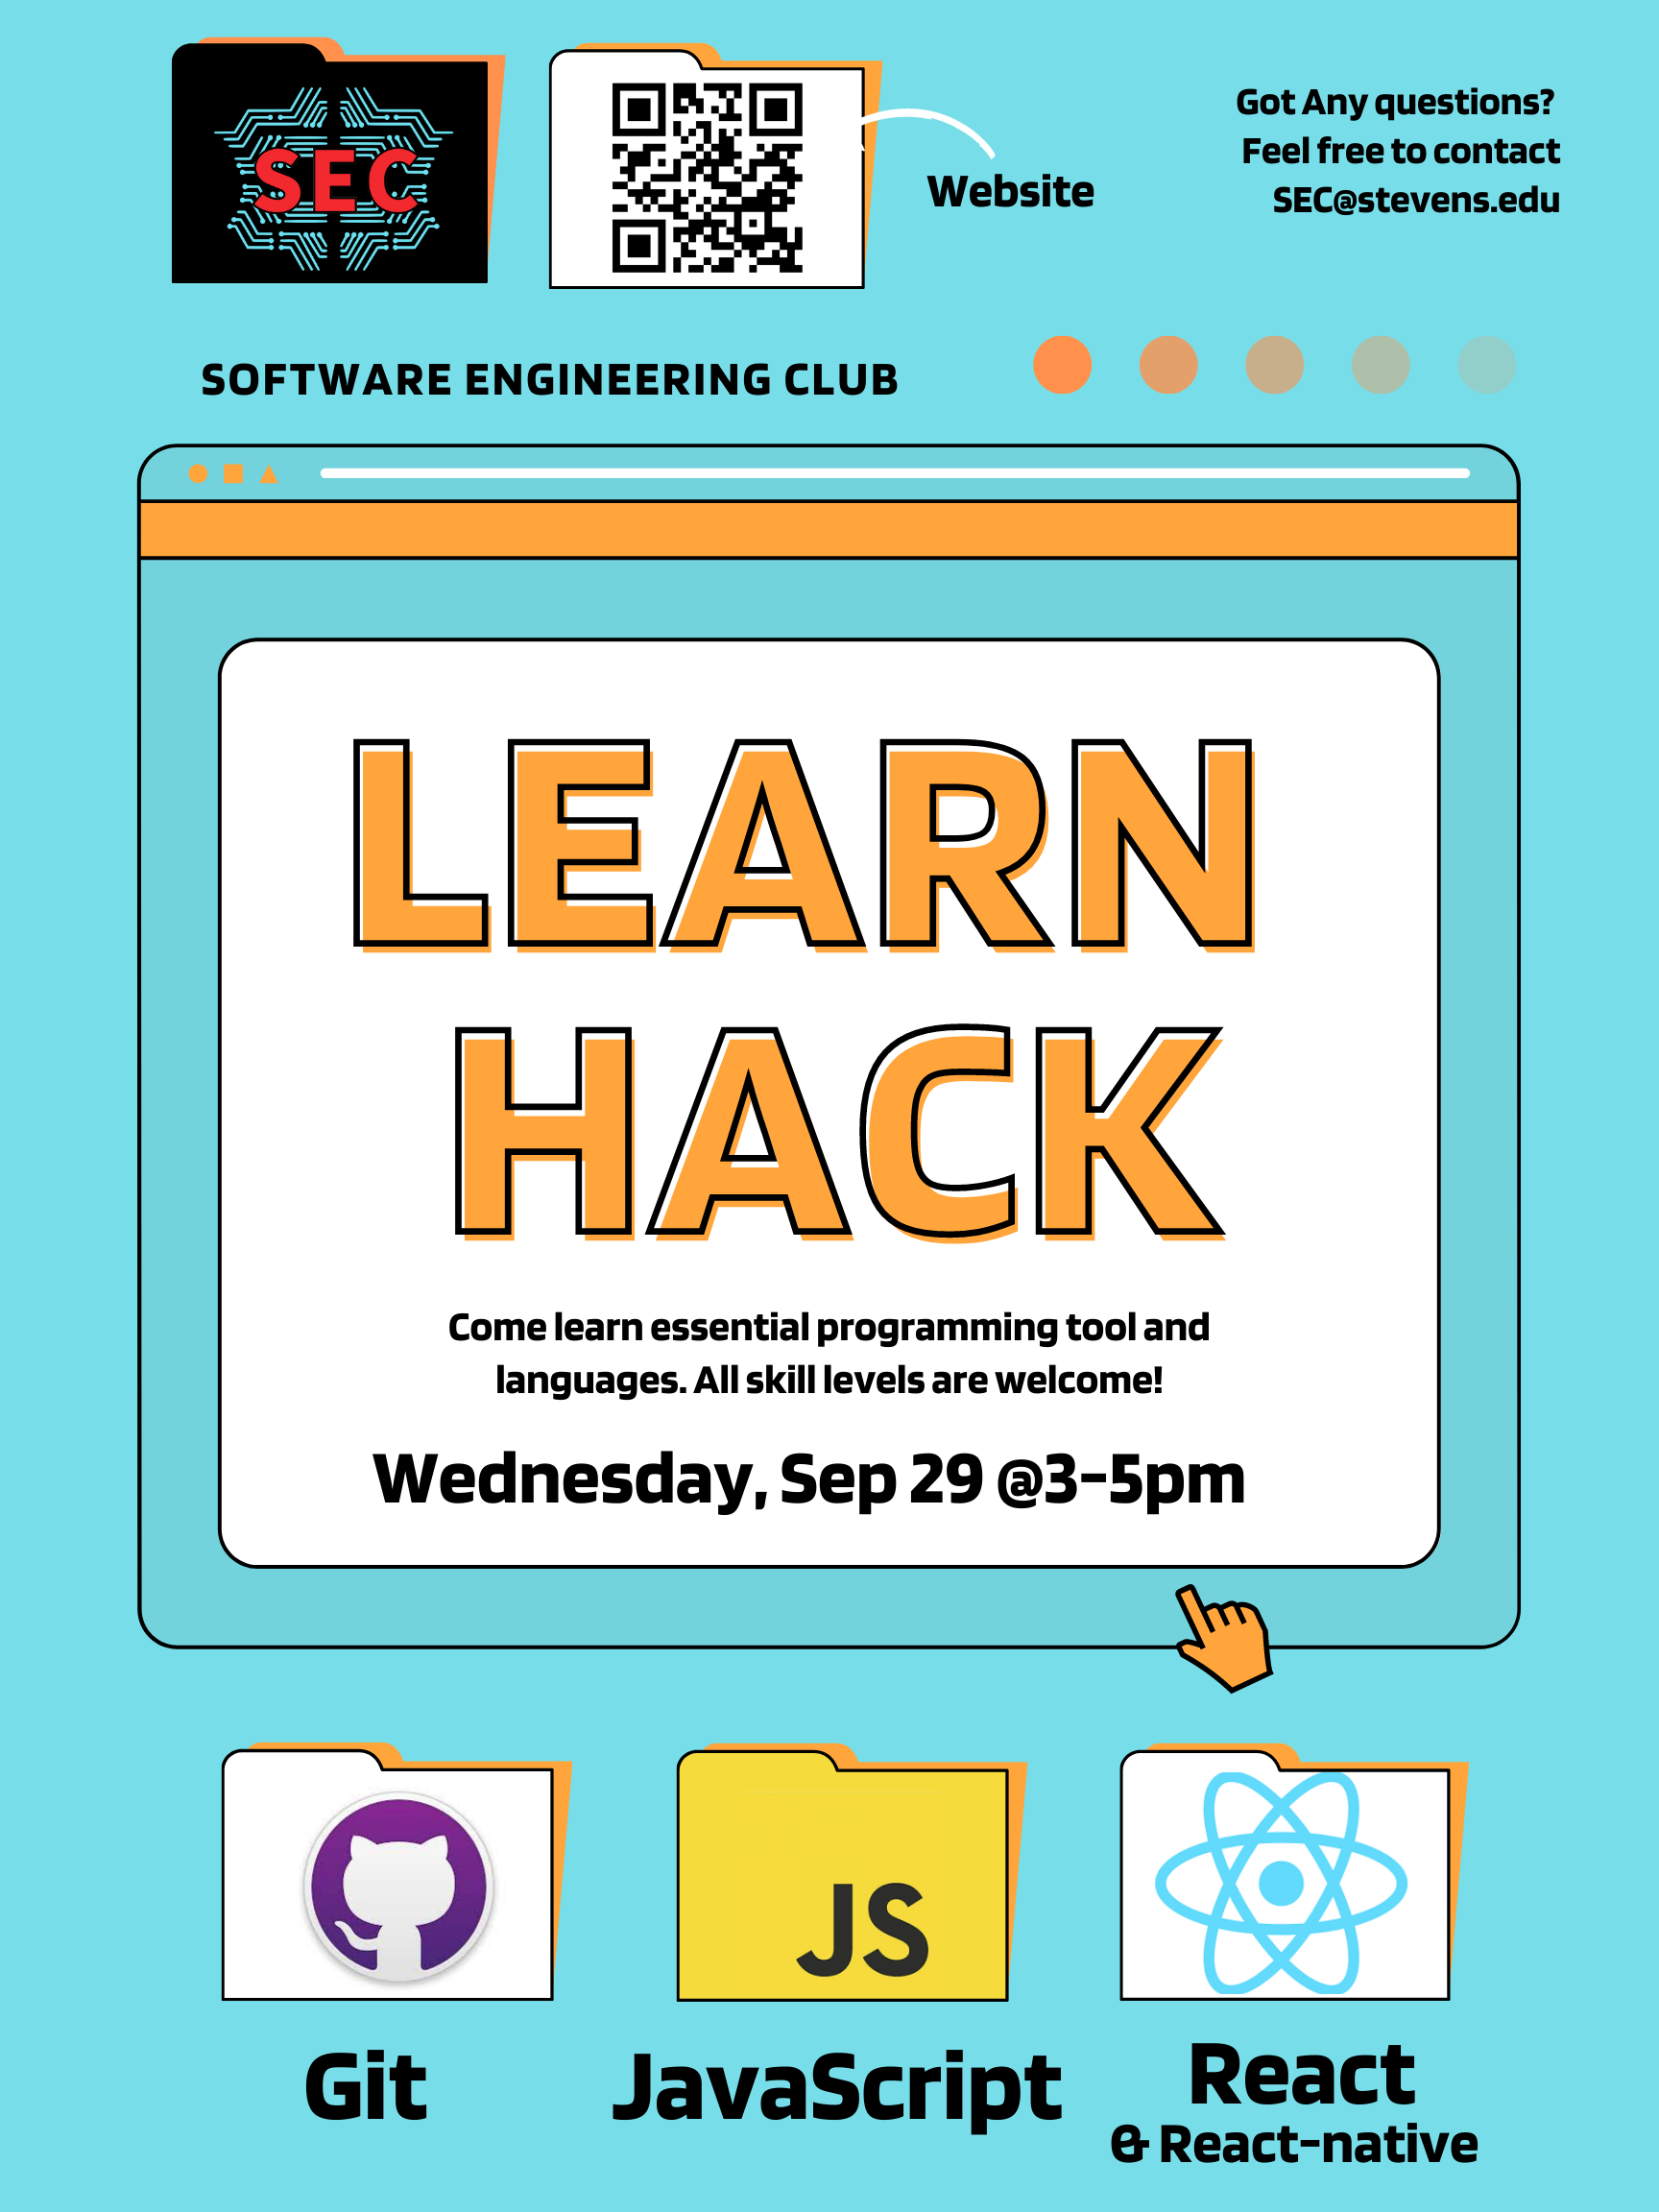 SEC
Website
Got Any questions?
Feel free to contact
SEC@stevens.edu
SOFTWARE ENGINEERING CLUB
LEARN
HACK
Come learn essential programming tool and
languages. All skill levels are welcome!
Wednesday, Sep 29 @3-5pm
JS
Git
JavaScript
React
& React-native